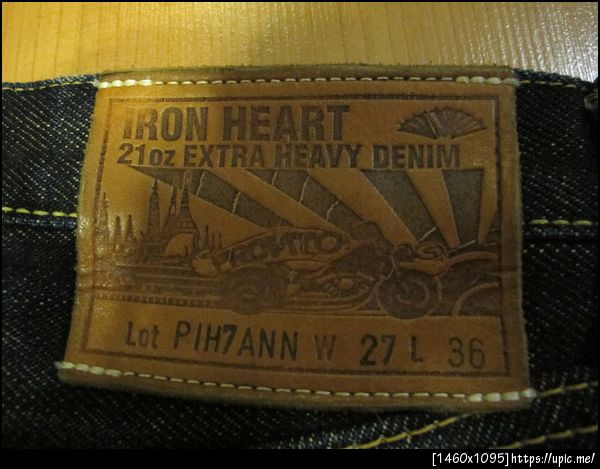 IRON HEART
21oz EXTRA HEAVY DENIM
Lot PIH7ANN W 27 L 36
[1460x1095]https://upic.me/